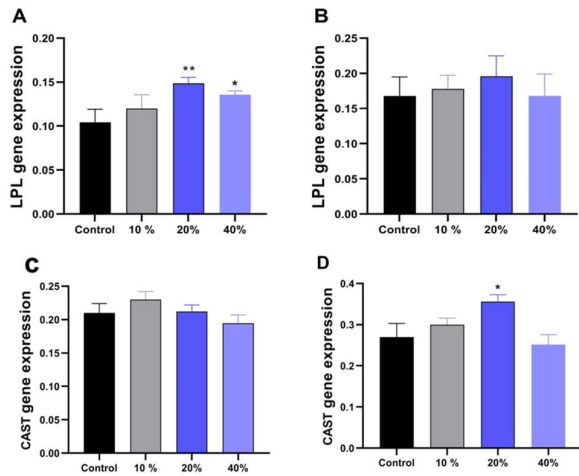 A
LPL gene expression
0.20
0.15
0.10
0.05
0.00
**
*
Control 10 % 20% 40%
B
LPL gene expression
0.25
0.20
0.15
0.10
0.05
0.00
Control 10 % 20% 40%
C
CAST gene expression
0.25
0.20
0.15
0.10
0.05
0.00
Control 10 % 20% 40%
D
CAST gene expression
0.4
0.3
0.2
0.1
0.0
*
Control 10 % 20% 40%